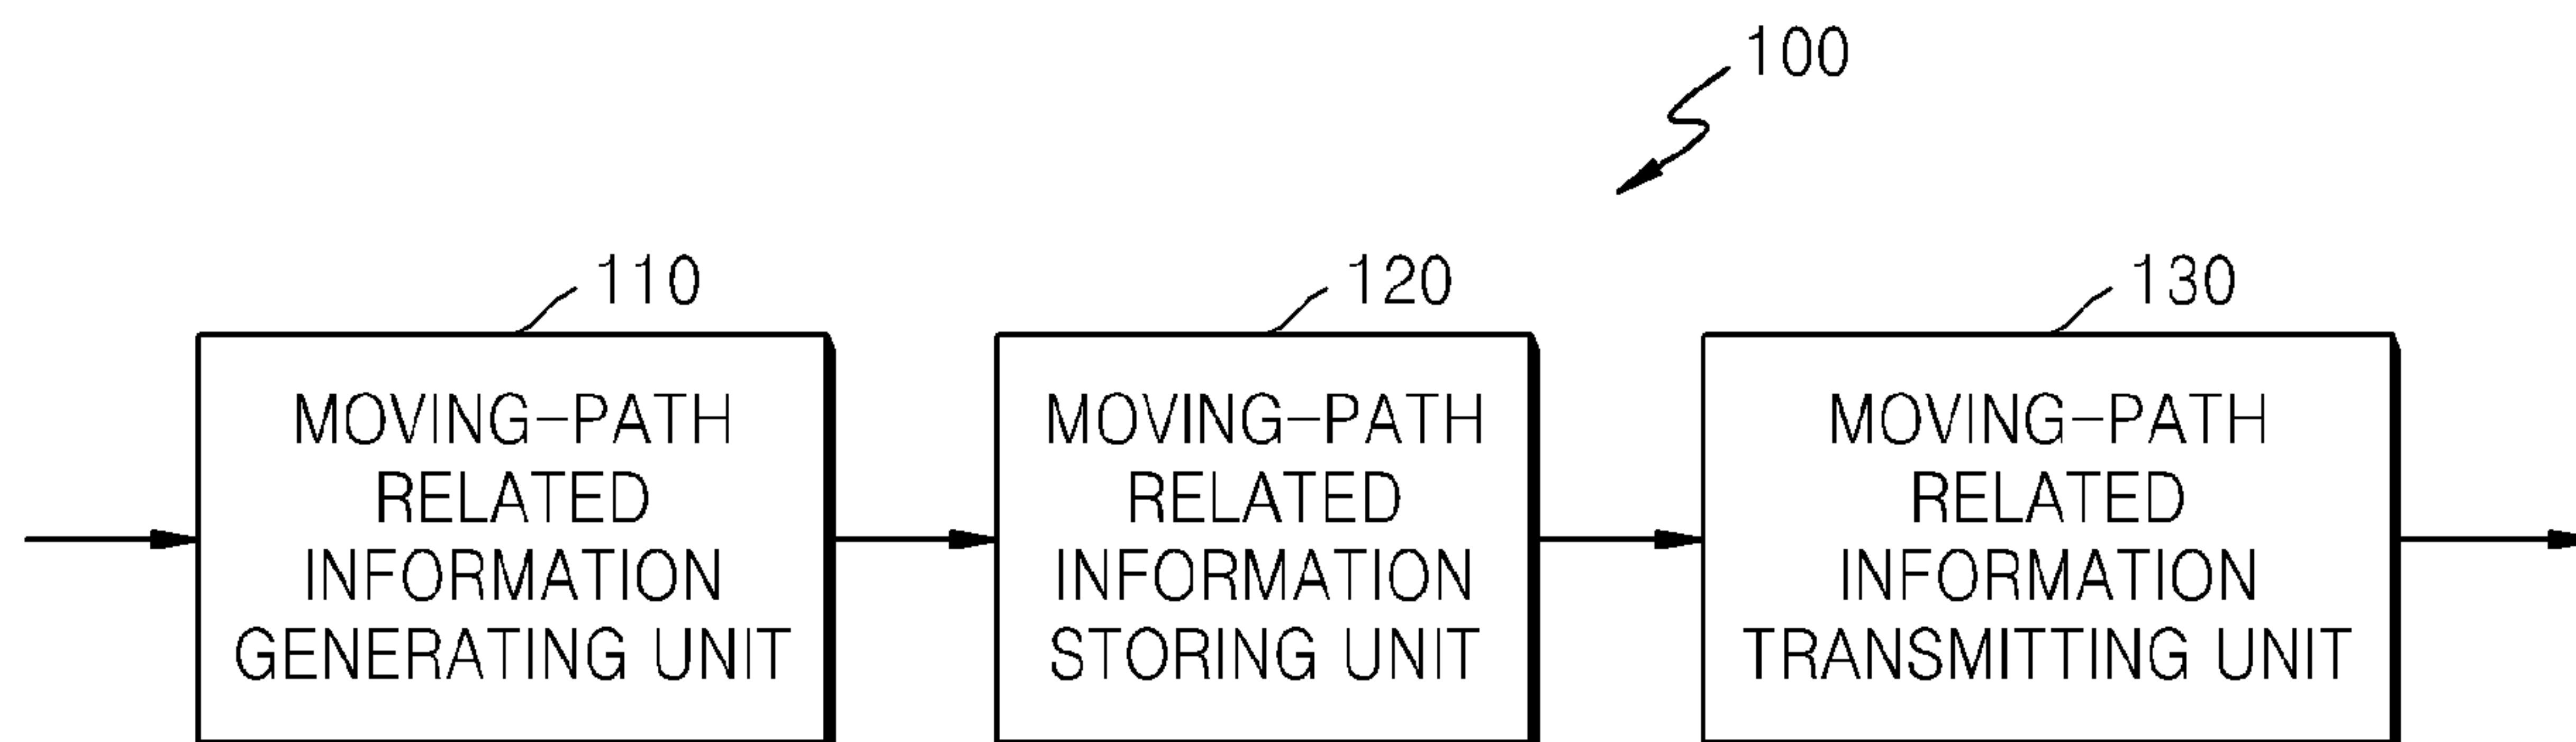 100
110
120
130
MOVING-PATH
RELATED
INFORMATION
GENERATING UNIT
MOVING-PATH
RELATED
INFORMATION
STORING UNIT
MOVING-PATH
RELATED
INFORMATION
TRANSMITTING UNIT